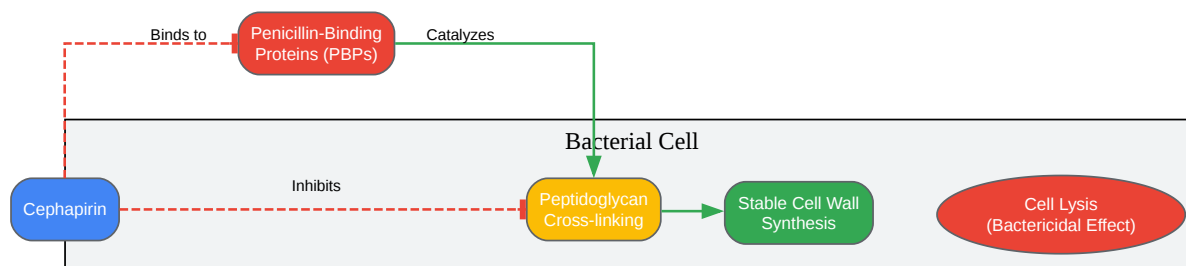 Binds to
Penicillin-Binding
Proteins (PBPs)
Catalyzes
Bacterial Cell
Cephapirin
Inhibits
Peptidoglycan
Cross-linking
Stable Cell Wall
Synthesis
Cell Lysis
(Bactericidal Effect)